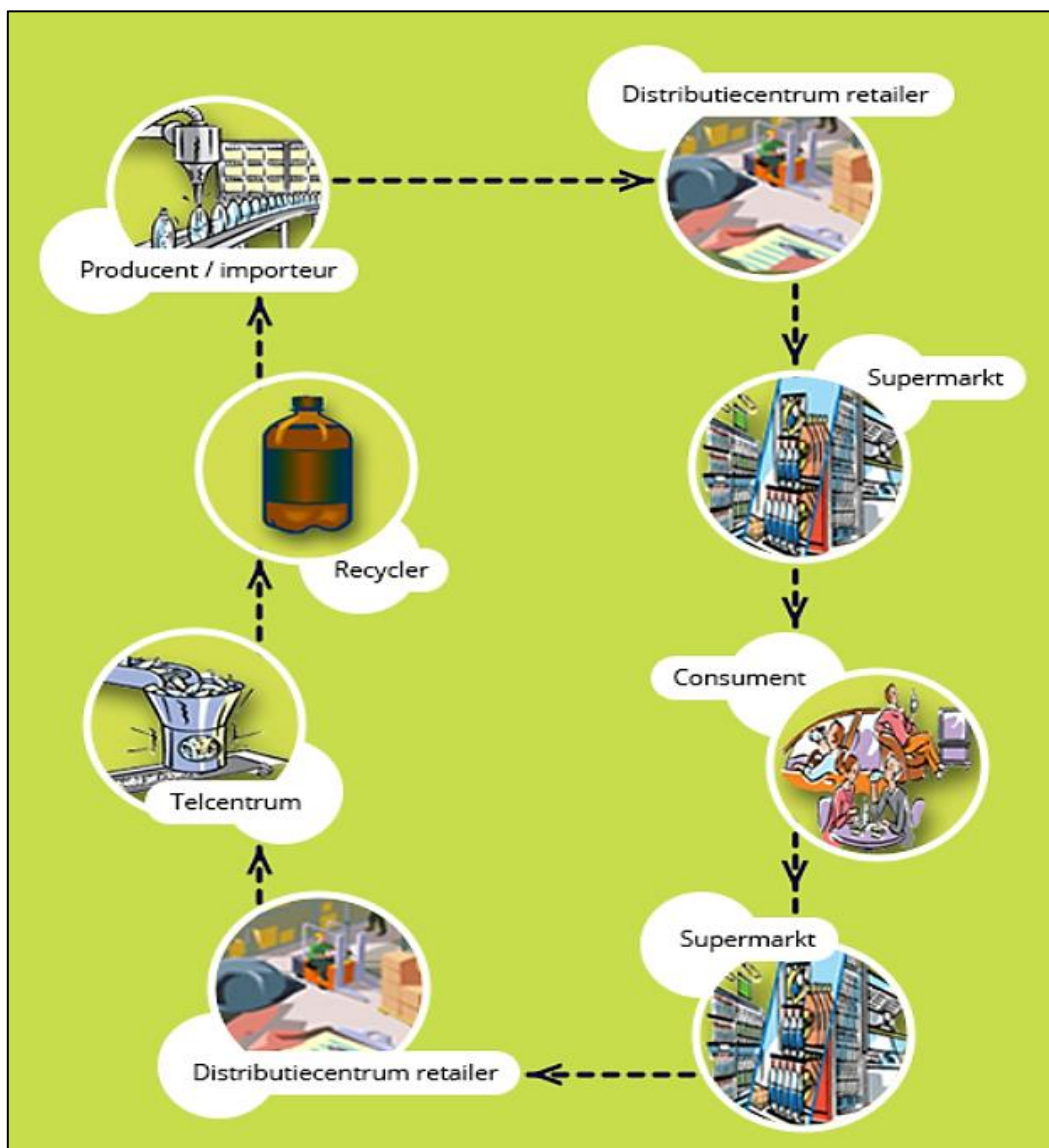 Distributiecentrum retailer
Producent / importeur
Supermarkt
Recycler
Consument
Telcentrum
Supermarkt
Distributiecentrum retailer